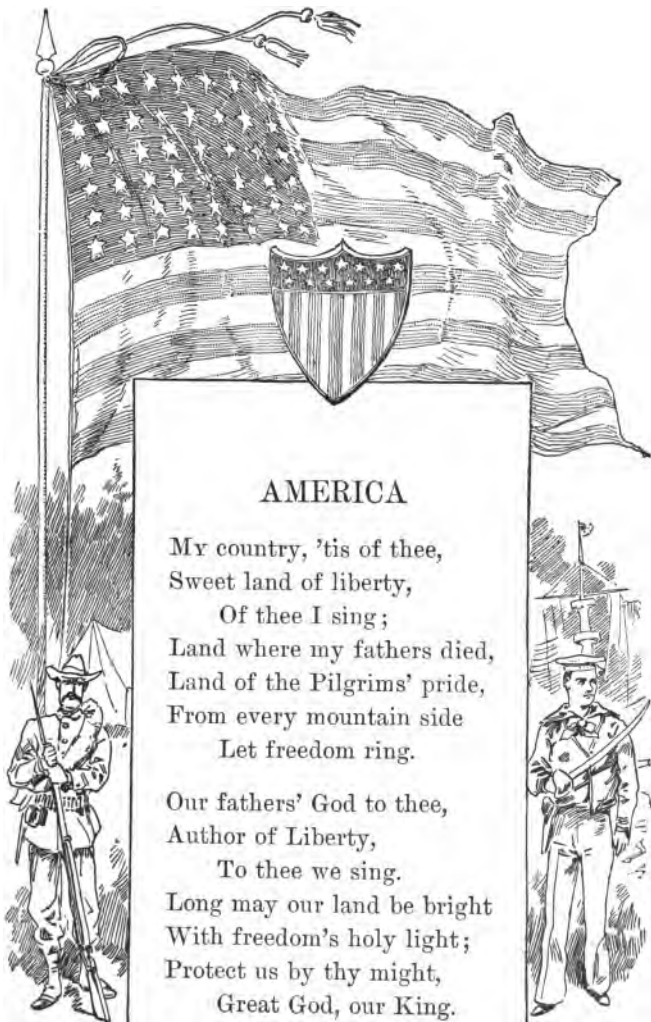 AMERICA
My country, 'tis of thee,
Sweet land of liberty,
Of thee I sing;
Land where my fathers died,
Land of the Pilgrims' pride,
From every mountain side
Let freedom ring.
Our fathers' God to thee,
Author of Liberty,
To thee we sing.
Long may our land be bright
With freedom's holy light;
Protect us by thy might,
Great God, our King.